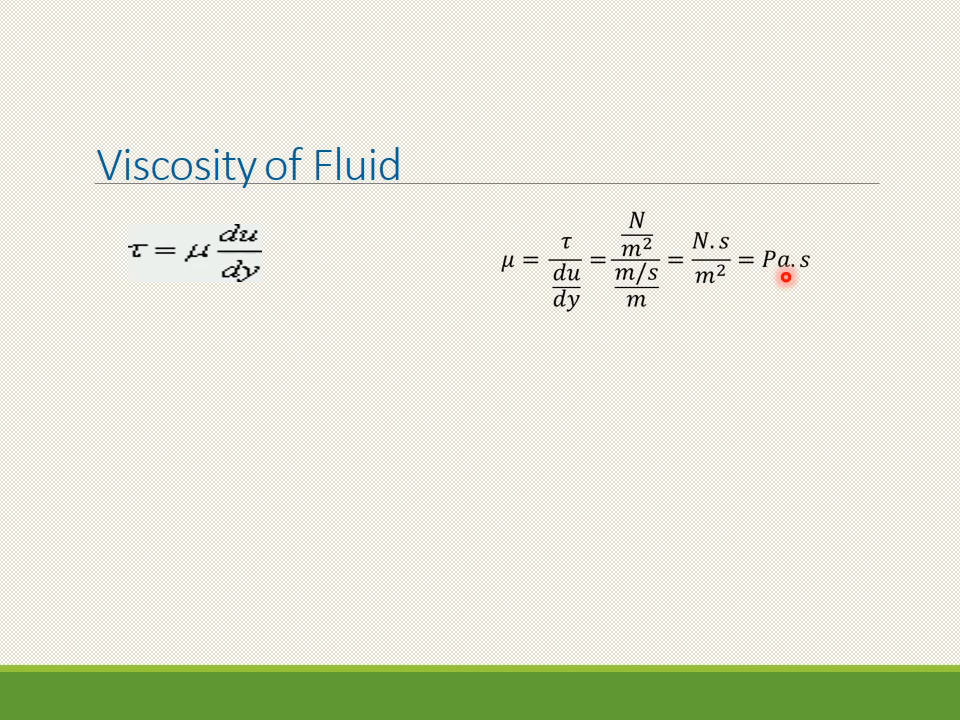 Viscosity of Fluid
τ = μ du/dy
μ = τ/(du/dy) = (N/m²)/((m/s)/m) = N.s/m² = Pa.s